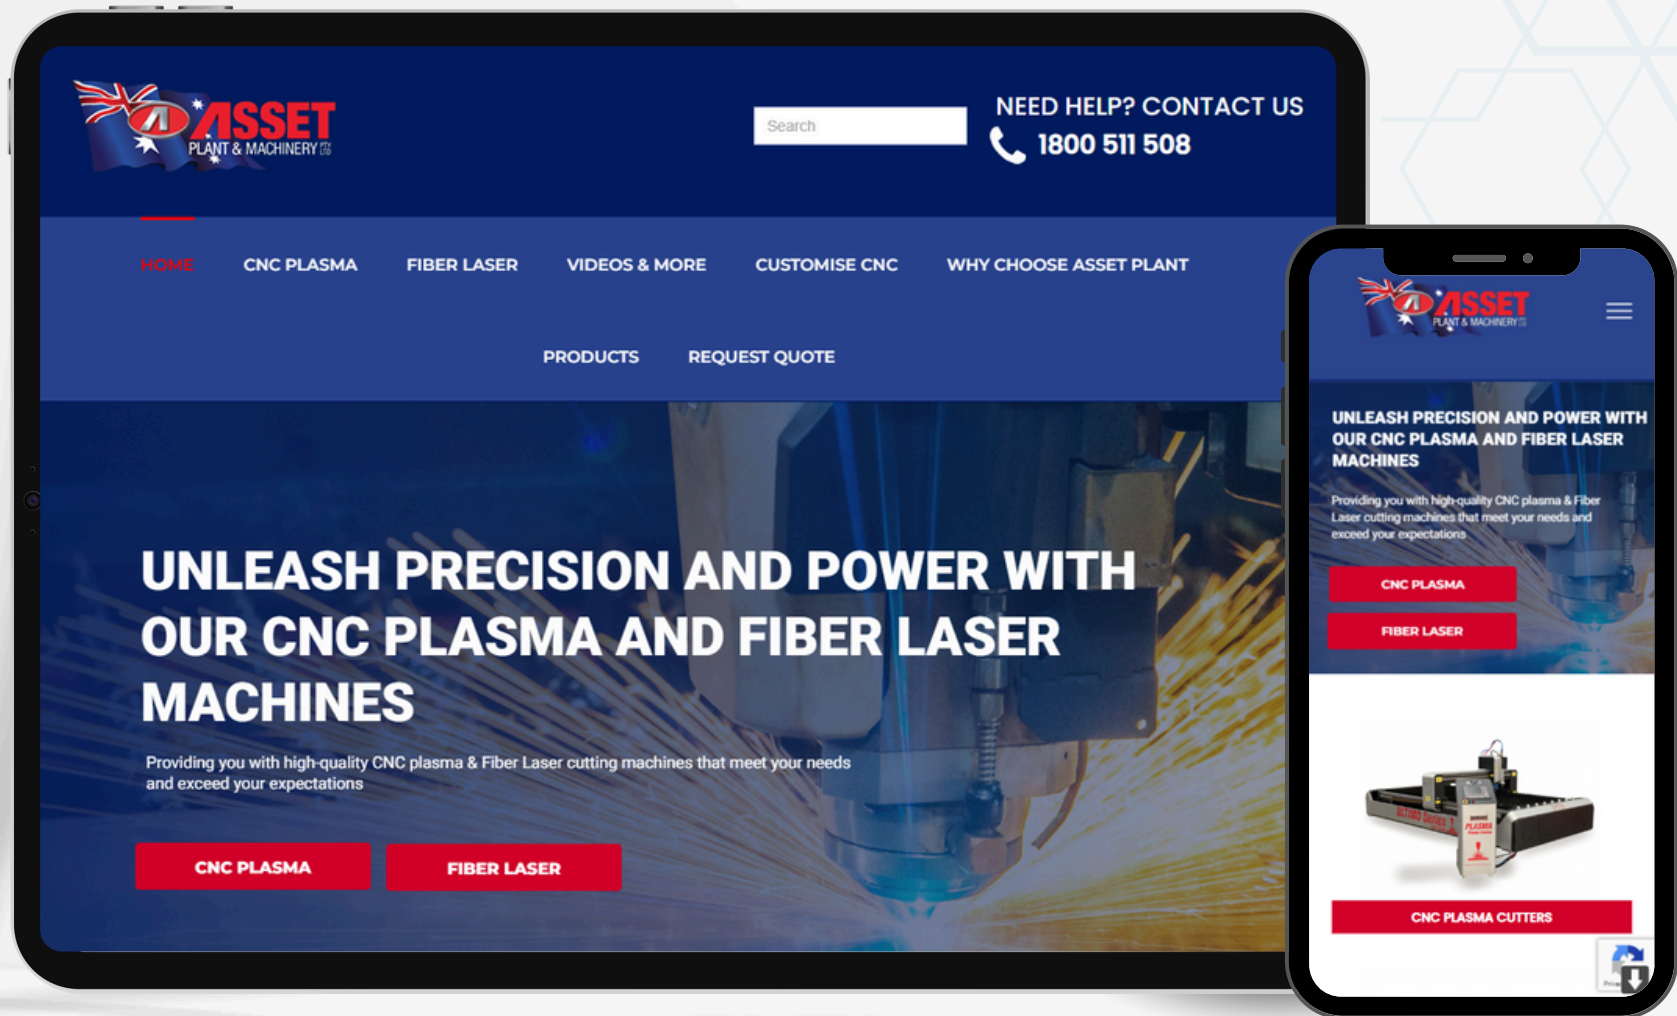 ASSET
PLANT & MACHINERY PTY LTD
Search
NEED HELP? CONTACT US
1800 511 508
HOME
CNC PLASMA
FIBER LASER
VIDEOS & MORE
CUSTOMISE CNC
WHY CHOOSE ASSET PLANT
PRODUCTS
REQUEST QUOTE
UNLEASH PRECISION AND POWER WITH
OUR CNC PLASMA AND FIBER LASER
MACHINES
Providing you with high-quality CNC plasma & Fiber Laser cutting machines that meet your needs
and exceed your expectations
CNC PLASMA
FIBER LASER
ASSET
PLANT & MACHINERY
UNLEASH PRECISION AND POWER WITH
OUR CNC PLASMA AND FIBER LASER
MACHINES
Providing you with high-quality CNC plasma & Fiber
Laser cutting machines that meet your needs and
exceed your expectations
CNC PLASMA
FIBER LASER
ULTIMO Series
PLASMA
CNC PLASMA CUTTERS